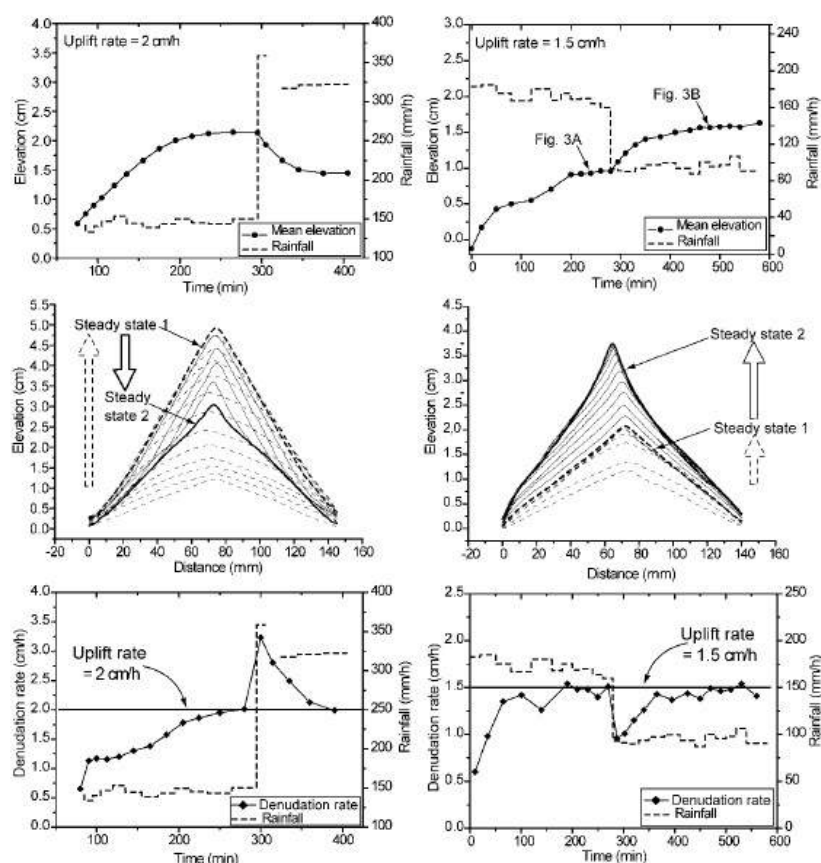 Uplift rate = 2 cm/h
Elevation (cm)
4.0
3.5
3.0
2.5
2.0
1.5
1.0
0.5
0.0
400
350
300
250
200
150
100
Rainfall (mm/h)
Mean elevation
Rainfall
100 200 300 400
Time (min)
Uplift rate = 1.5 cm/h
Elevation (cm)
3.0
2.5
2.0
1.5
1.0
0.5
0.0
240
200
160
120
80
40
0
Rainfall (mm/h)
Fig. 3A
Fig. 3B
Mean elevation
Rainfall
0 100 200 300 400 500 600
Time (min)
Elevation (cm)
5.5
5.0
4.5
4.0
3.5
3.0
2.5
2.0
1.5
1.0
0.5
0.0
Steady state 1
Steady
state 2
-20 0 20 40 60 80 100 120 140 160
Distance (mm)
Elevation (cm)
4.5
4.0
3.5
3.0
2.5
2.0
1.5
1.0
0.5
0.0
Steady state 2
Steady state 1
-20 0 20 40 60 80 100 120 140 160
Distance (mm)
Denudation rate (cm/h)
4.0
3.5
3.0
2.5
2.0
1.5
1.0
0.5
0.0
400
350
300
250
200
150
100
Rainfall (mm/h)
Uplift rate
= 2 cm/h
Denudation rate
Rainfall
100 200 300 400
Time (min)
Denudation rate (cm/h)
2.5
2.0
1.5
1.0
0.5
0.0
250
200
150
100
50
0
Rainfall (mm/h)
Uplift rate
= 1.5 cm/h
Denudation rate
Rainfall
0 100 200 300 400 500 600
Time (min)